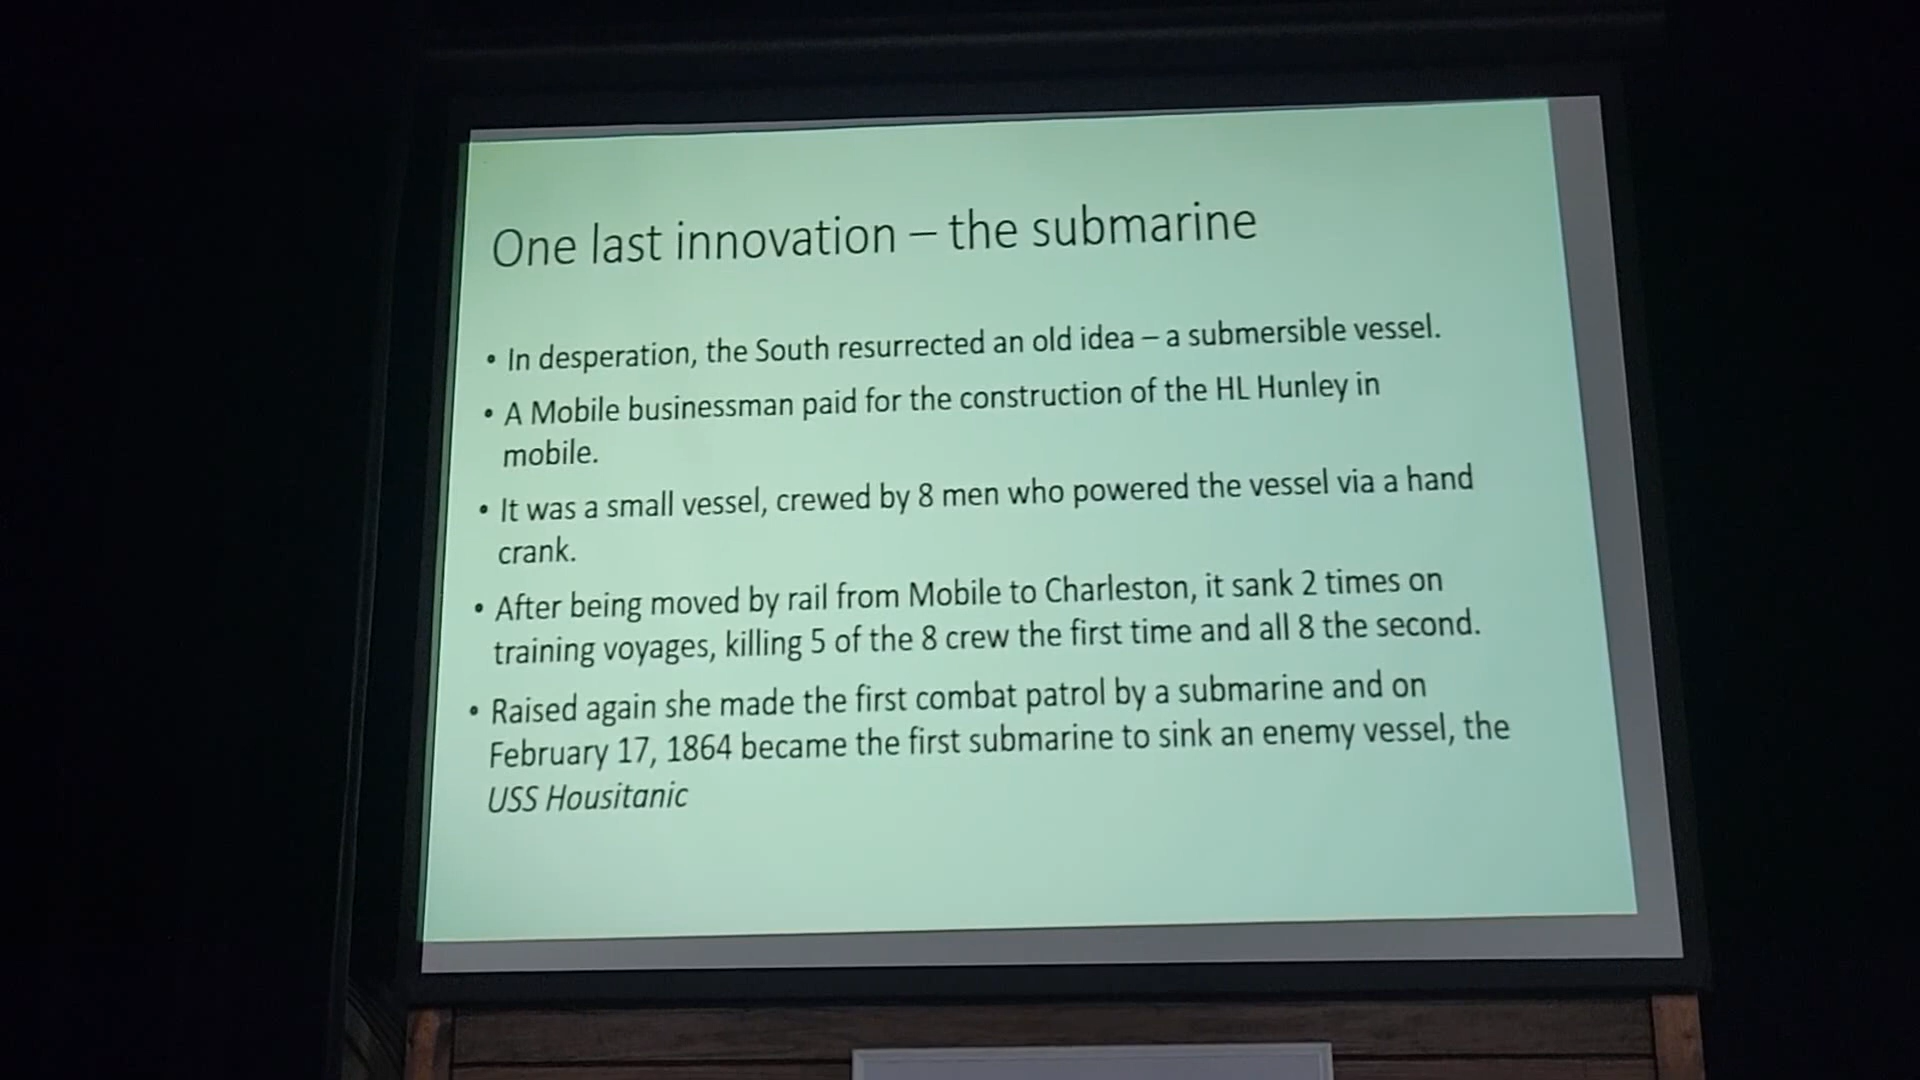 One last innovation – the submarine
• In desperation, the South resurrected an old idea – a submersible vessel.
• A Mobile businessman paid for the construction of the HL Hunley in
mobile.
• It was a small vessel, crewed by 8 men who powered the vessel via a hand
crank.
• After being moved by rail from Mobile to Charleston, it sank 2 times on
training voyages, killing 5 of the 8 crew the first time and all 8 the second.
• Raised again she made the first combat patrol by a submarine and on
February 17, 1864 became the first submarine to sink an enemy vessel, the
USS Housitanic